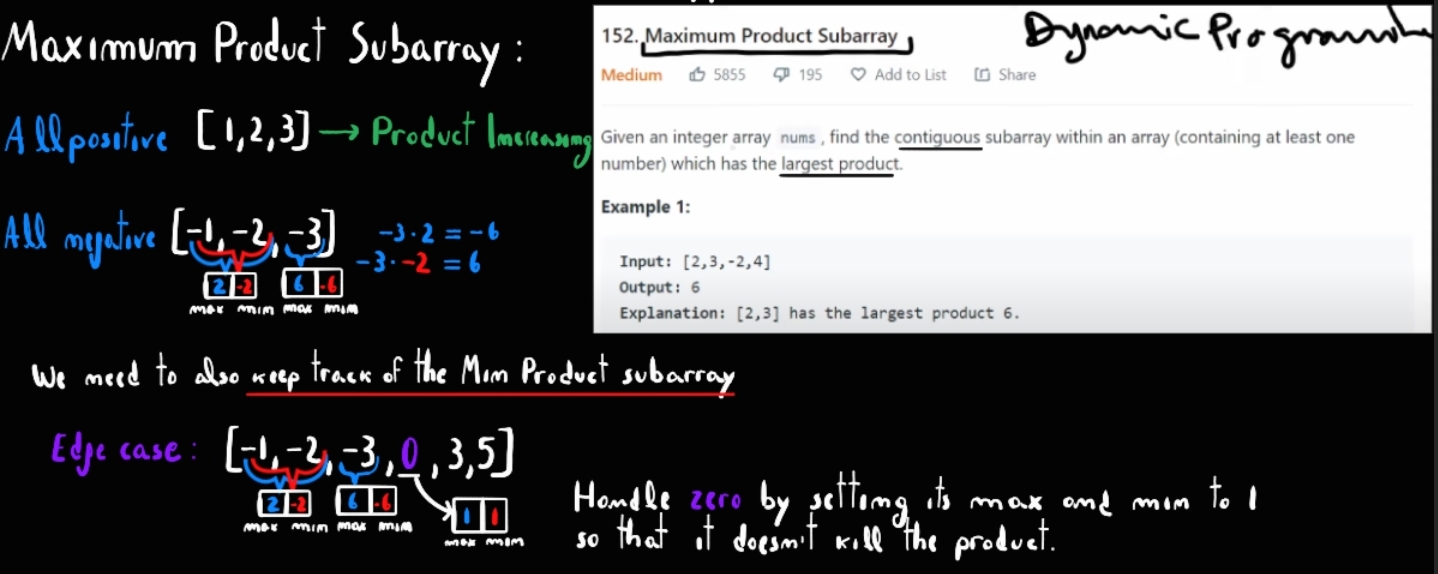 Maximum Product Subarray :
All positive [1,2,3] → Product Increasing
All negative [-1,-2,-3] -3·2 = -6
-3·-2 = 6
2 -2 6 -6
max min max min
152. Maximum Product Subarray
Dynamic Programming
Medium 5855 195 Add to List Share
Given an integer array nums , find the contiguous subarray within an array (containing at least one
number) which has the largest product.
Example 1:
Input: [2,3,-2,4]
Output: 6
Explanation: [2,3] has the largest product 6.
We need to also keep track of the Min Product subarray
Edge case: [-1,-2,-3,0,3,5]
2 -2 6 -6 1 1
max min max min max min
Handle zero by setting its max and min to 1
so that it doesn't kill the product.